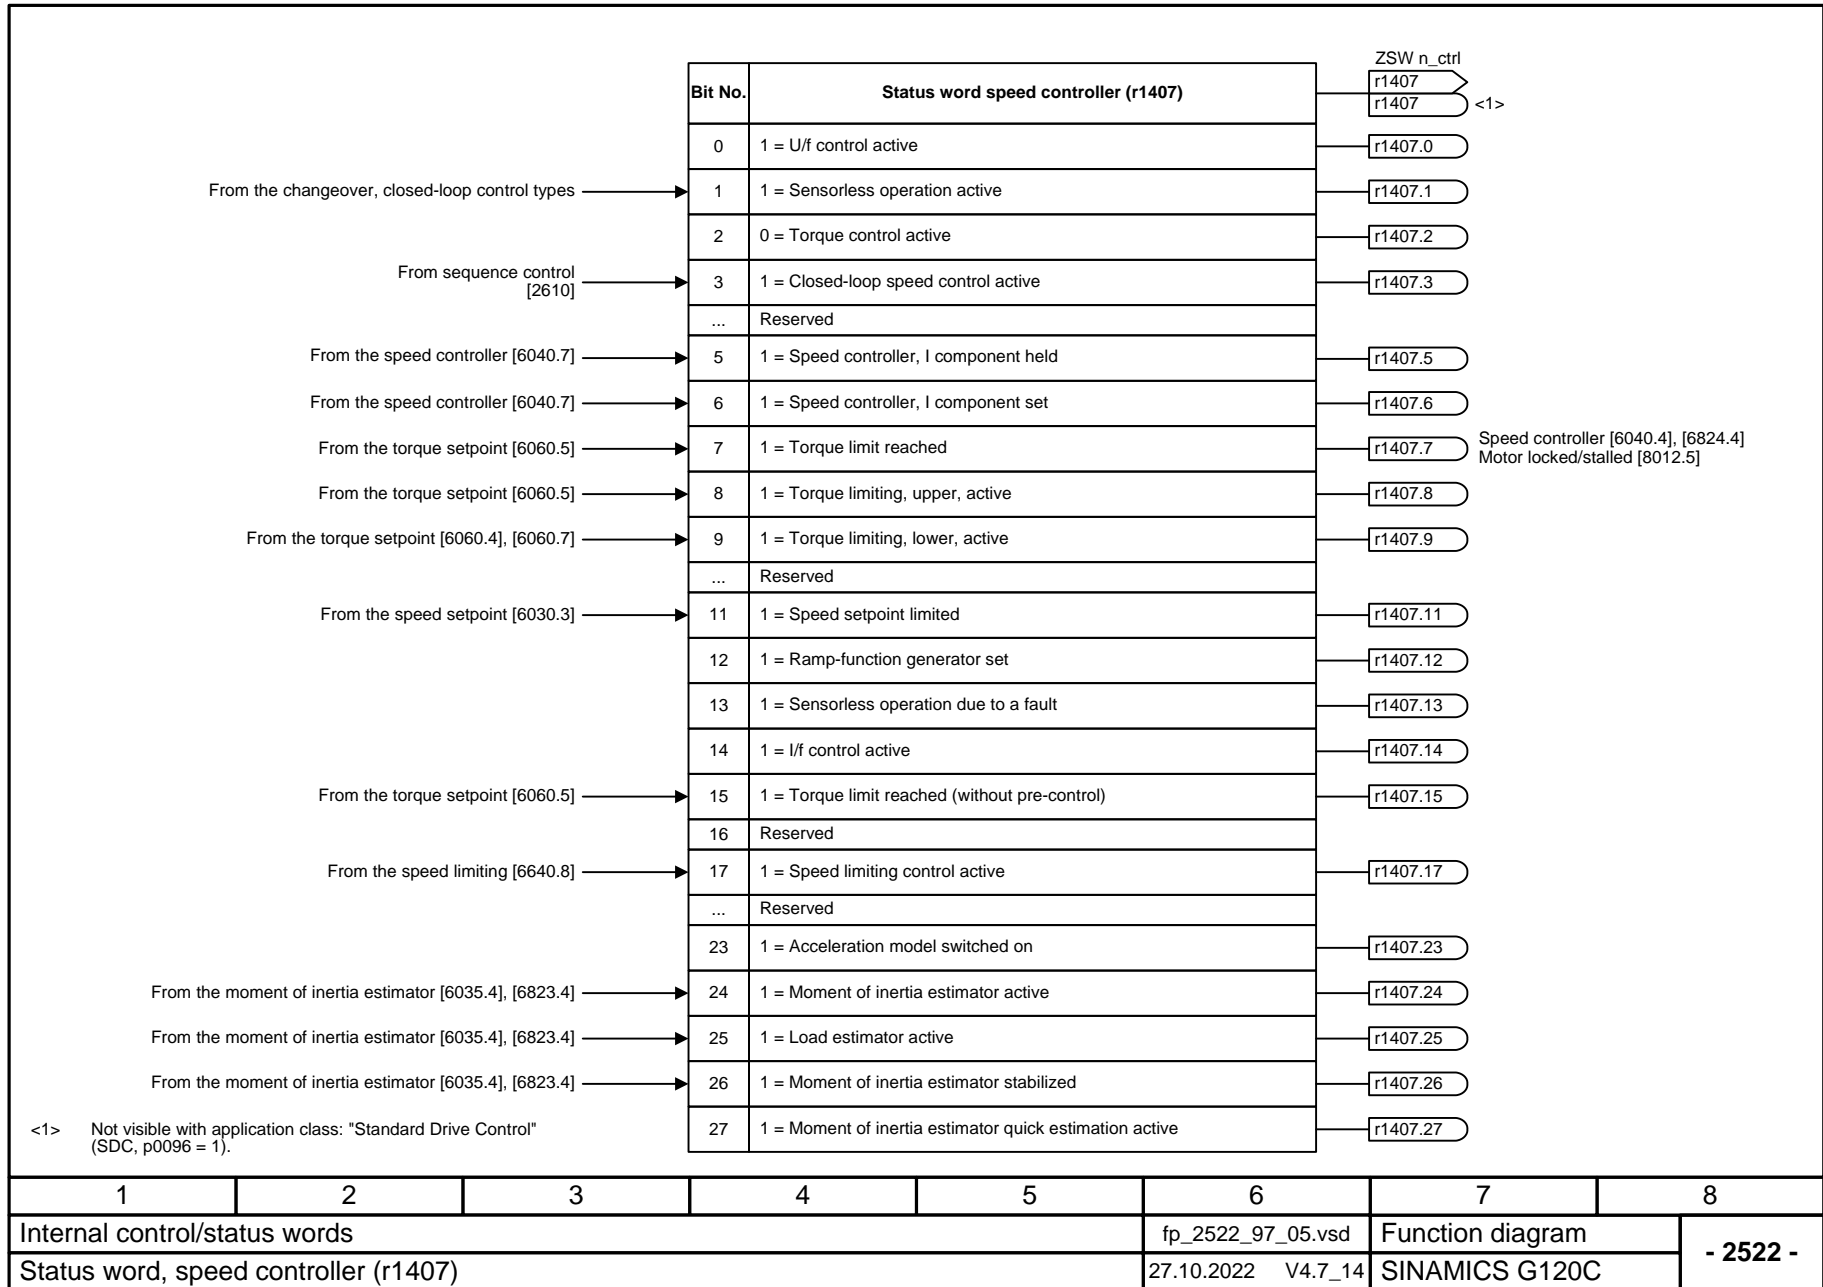 ZSW n_ctrl
Bit No. Status word speed controller (r1407) r1407
r1407 <1>
0 1 = U/f control active r1407.0
From the changeover, closed-loop control types 1 1 = Sensorless operation active r1407.1
2 0 = Torque control active r1407.2
From sequence control
[2610] 3 1 = Closed-loop speed control active r1407.3
... Reserved
From the speed controller [6040.7] 5 1 = Speed controller, I component held r1407.5
From the speed controller [6040.7] 6 1 = Speed controller, I component set r1407.6
From the torque setpoint [6060.5] 7 1 = Torque limit reached r1407.7 Speed controller [6040.4], [6824.4]
Motor locked/stalled [8012.5]
From the torque setpoint [6060.5] 8 1 = Torque limiting, upper, active r1407.8
From the torque setpoint [6060.4], [6060.7] 9 1 = Torque limiting, lower, active r1407.9
... Reserved
From the speed setpoint [6030.3] 11 1 = Speed setpoint limited r1407.11
12 1 = Ramp-function generator set r1407.12
13 1 = Sensorless operation due to a fault r1407.13
14 1 = I/f control active r1407.14
From the torque setpoint [6060.5] 15 1 = Torque limit reached (without pre-control) r1407.15
16 Reserved
From the speed limiting [6640.8] 17 1 = Speed limiting control active r1407.17
... Reserved
23 1 = Acceleration model switched on r1407.23
From the moment of inertia estimator [6035.4], [6823.4] 24 1 = Moment of inertia estimator active r1407.24
From the moment of inertia estimator [6035.4], [6823.4] 25 1 = Load estimator active r1407.25
From the moment of inertia estimator [6035.4], [6823.4] 26 1 = Moment of inertia estimator stabilized r1407.26
27 1 = Moment of inertia estimator quick estimation active r1407.27
<1> Not visible with application class: "Standard Drive Control"
(SDC, p0096 = 1).
1 2 3 4 5 6 7 8
Internal control/status words fp_2522_97_05.vsd Function diagram - 2522 -
Status word, speed controller (r1407) 27.10.2022 V4.7_14 SINAMICS G120C